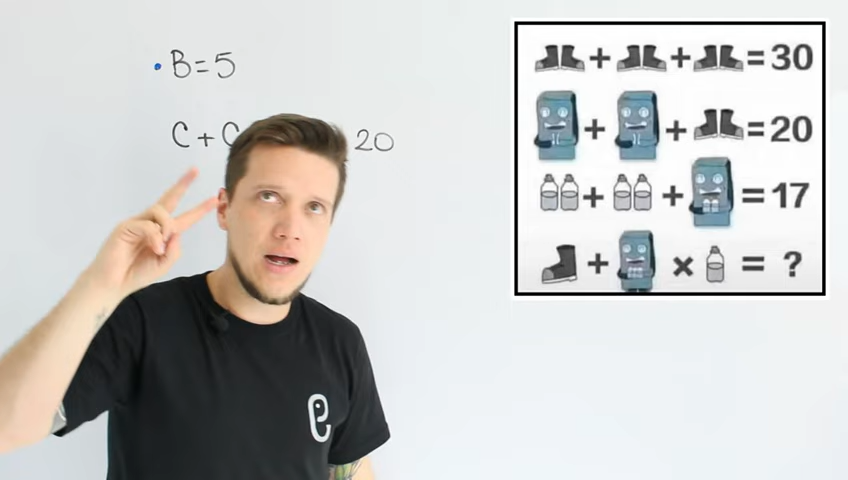 B=5
C+C 20
+ + = 30
+ + = 20
+ + = 17
+ × = ?